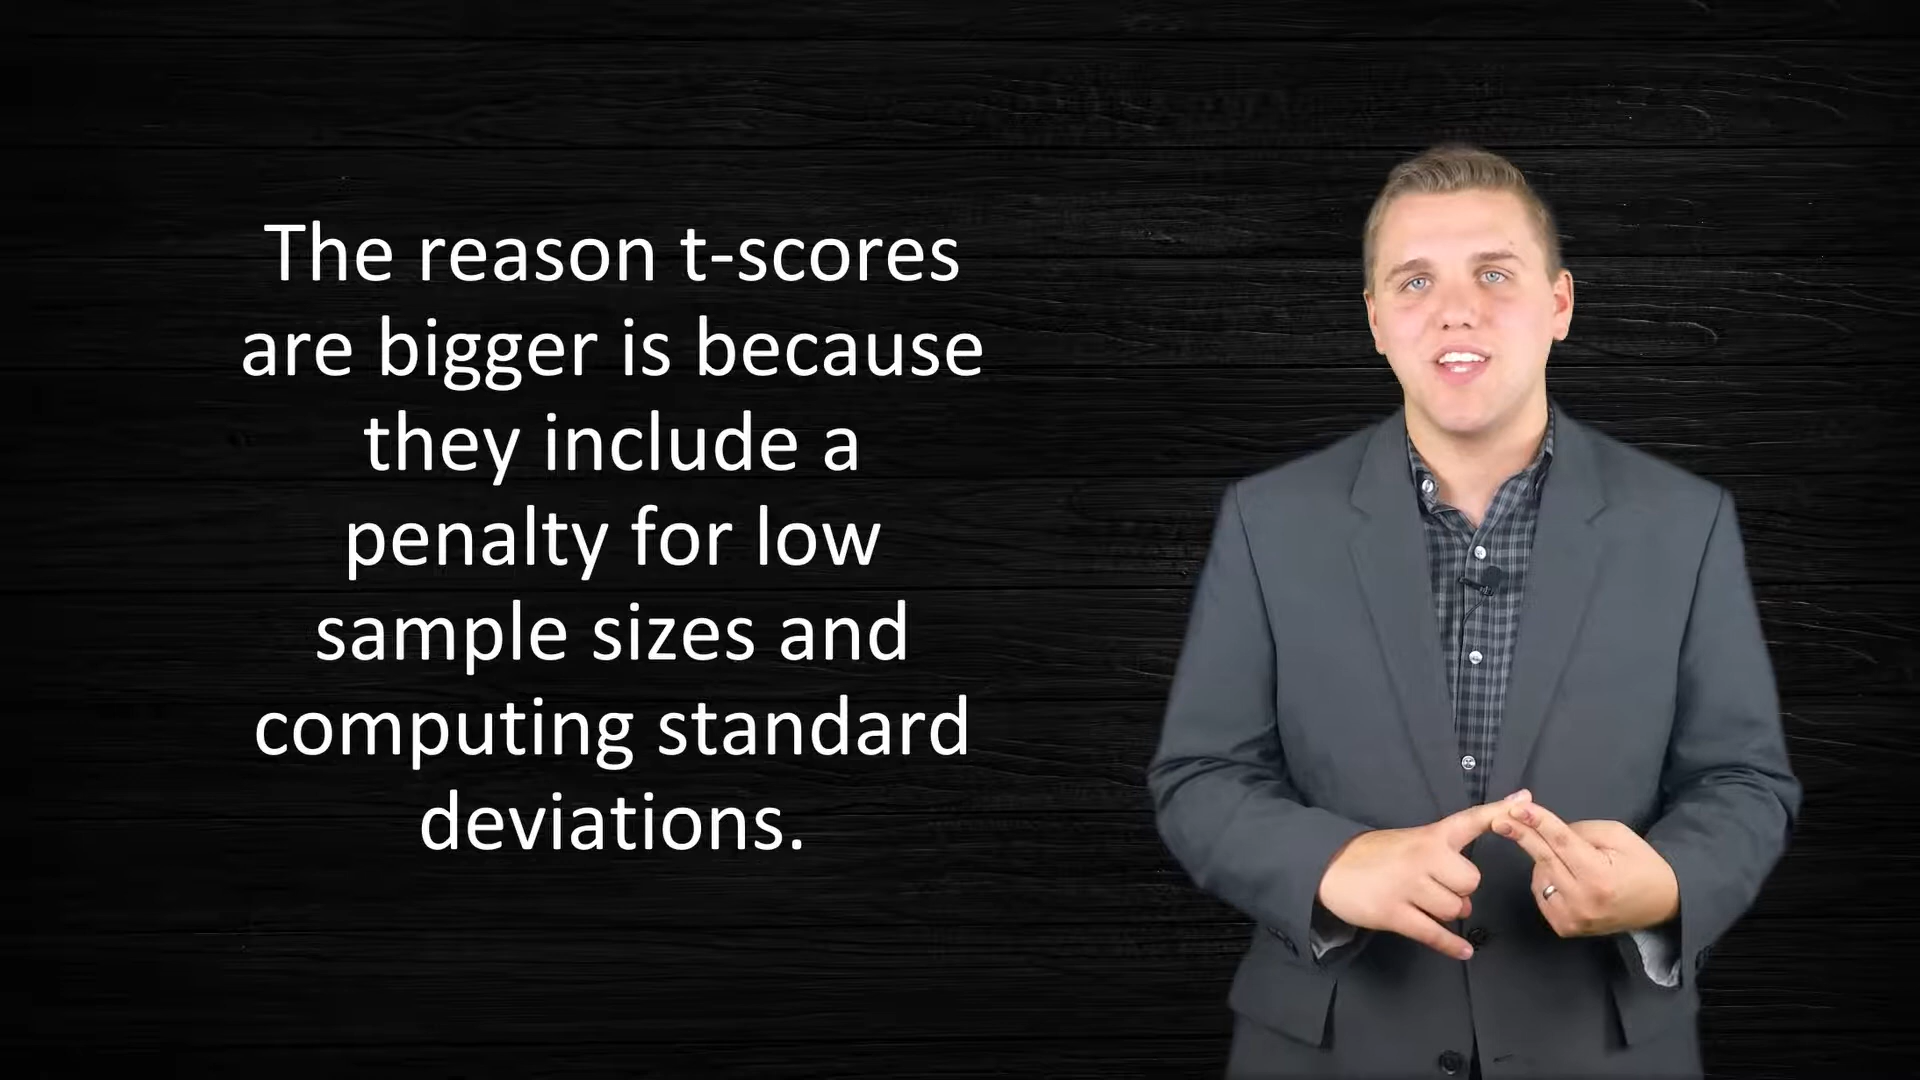 The reason t-scores
are bigger is because
they include a
penalty for low
sample sizes and
computing standard
deviations.